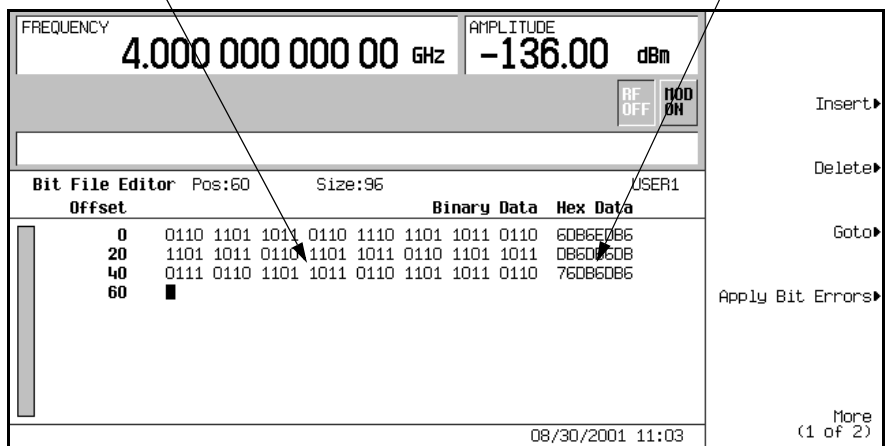 FREQUENCY
4.000 000 000 00 GHz
AMPLITUDE
-136.00 dBm
RF OFF
MOD ON
Bit File Editor Pos:60 Size:96 USER1
Offset Binary Data Hex Data
0 0110 1101 1011 0110 1110 1101 1011 0110 6DB6EDB6
20 1101 1011 0110 1101 1011 0110 1101 1011 DB6DB6DB
40 0111 0110 1101 1011 0110 1101 1011 0110 76DB6DB6
60
08/30/2001 11:03
Insert
Delete
Goto
Apply Bit Errors
More
(1 of 2)